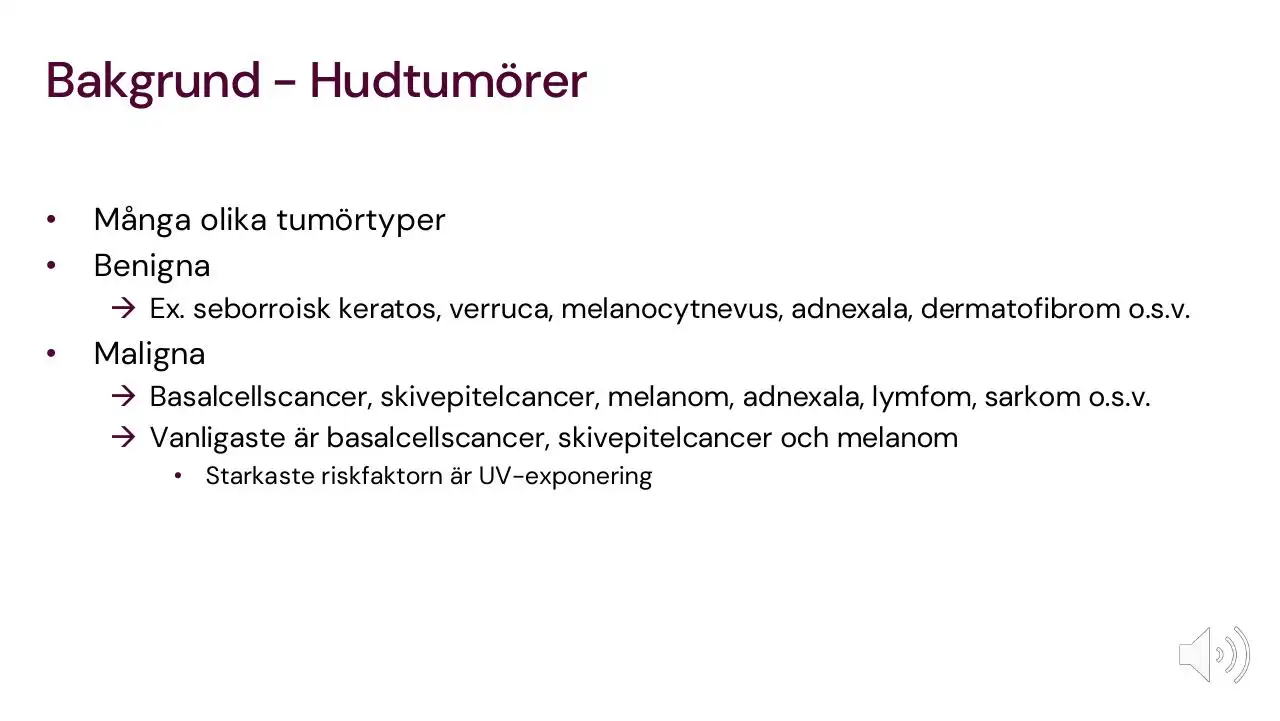 Bakgrund - Hudtumörer
• Många olika tumörtyper
• Benigna
→ Ex. seborroisk keratos, verruca, melanocytnevus, adnexala, dermatofibrom o.s.v.
• Maligna
→ Basalcellscancer, skivepitelcancer, melanom, adnexala, lymfom, sarkom o.s.v.
→ Vanligaste är basalcellscancer, skivepitelcancer och melanom
• Starkaste riskfaktorn är UV-exponering